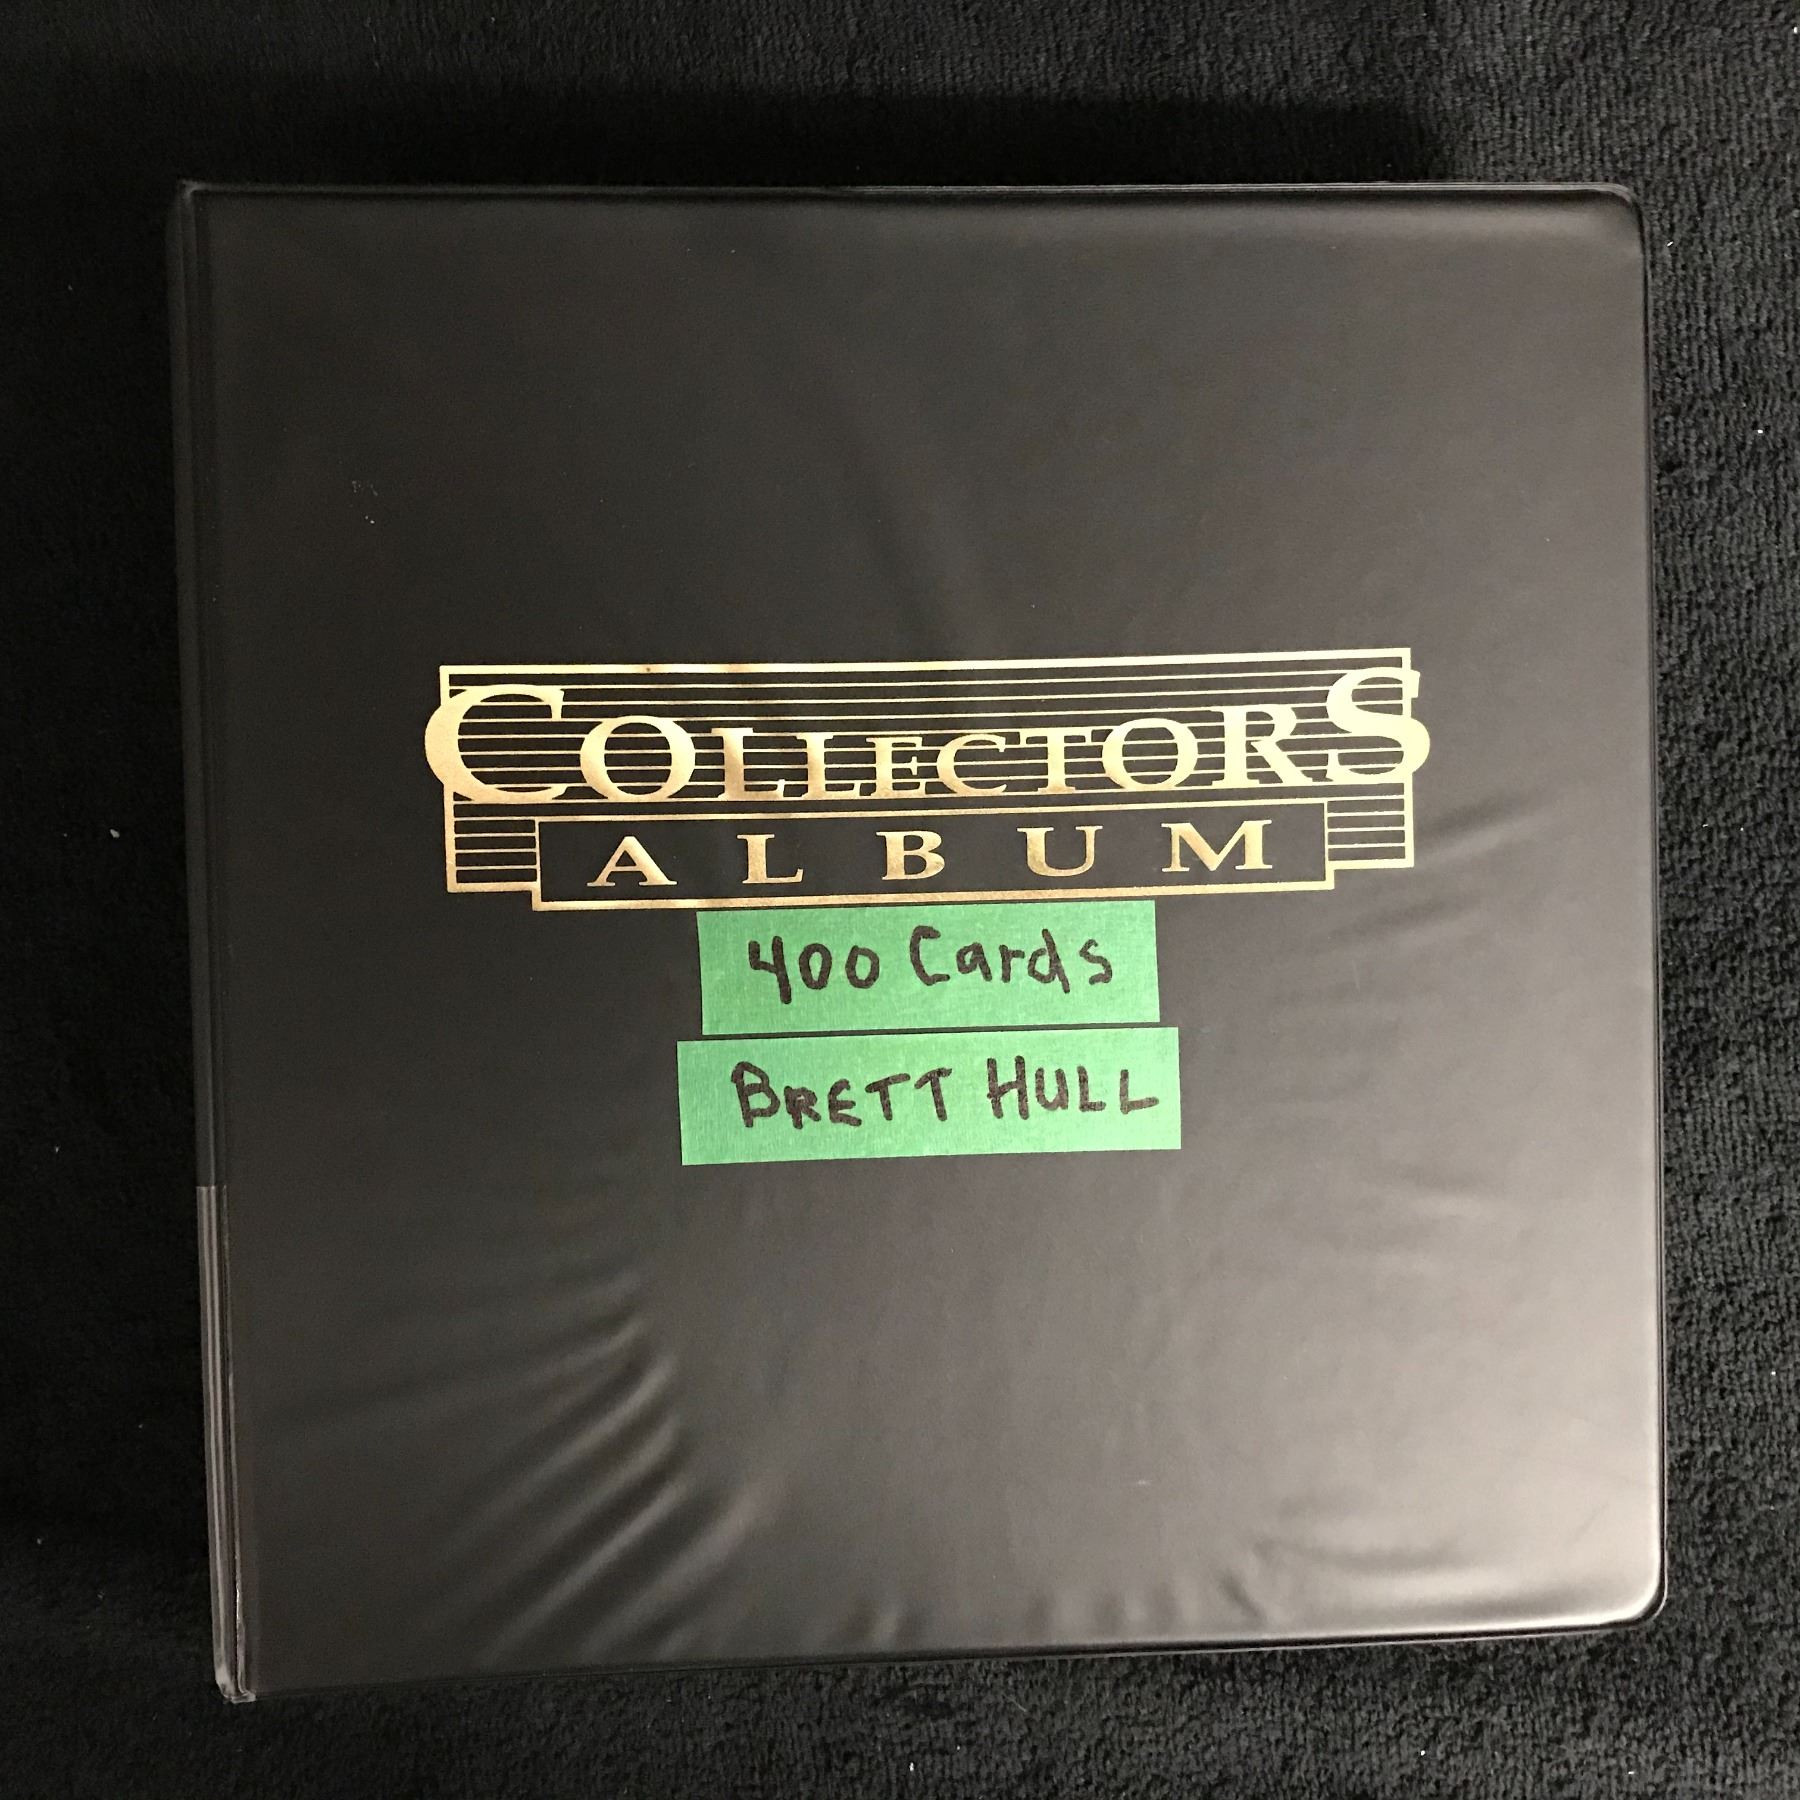 COLLECTORS
ALBUM
400 Cards
BRETT HULL